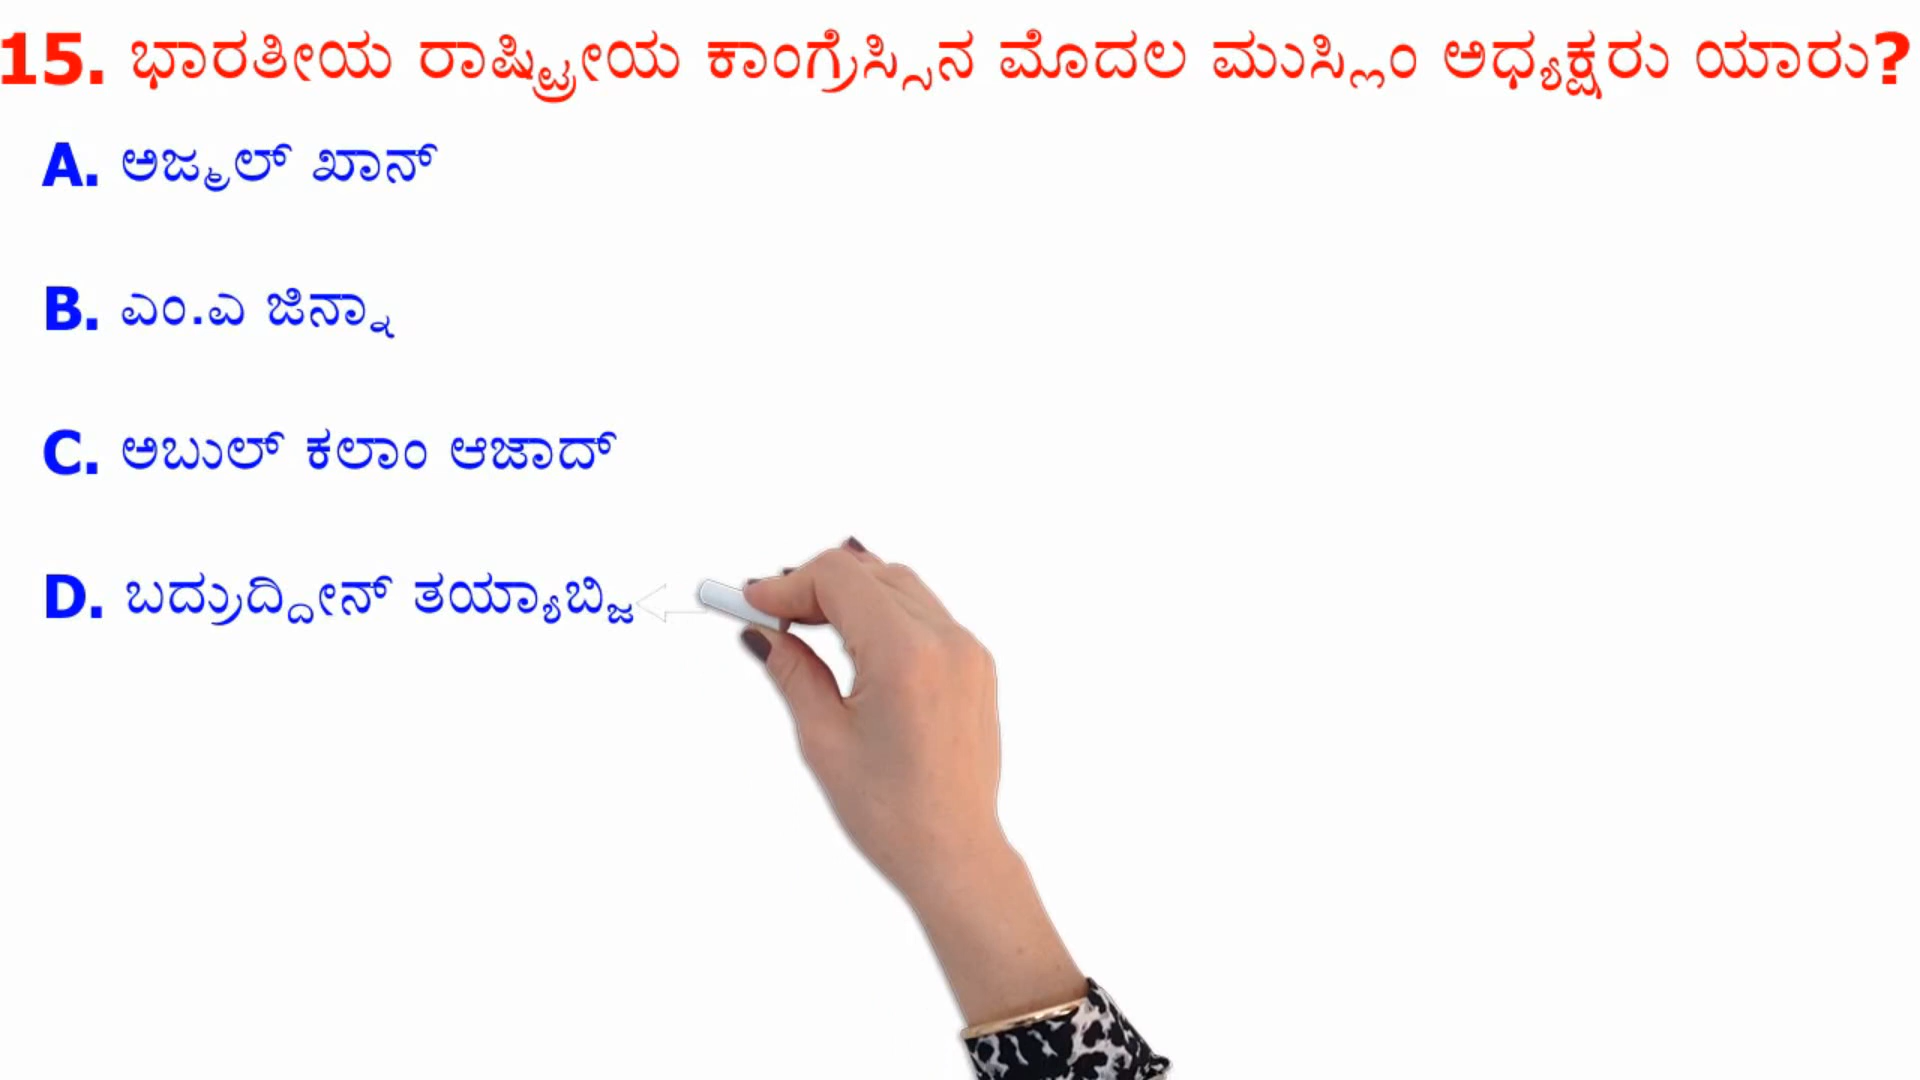 15. ಭಾರತೀಯ ರಾಷ್ಟ್ರೀಯ ಕಾಂಗ್ರೆಸ್ಸಿನ ಮೊದಲ ಮುಸ್ಲಿಂ ಅಧ್ಯಕ್ಷರು ಯಾರು?
A. ಅಜ್ಮಲ್ ಖಾನ್
B. ಎಂ.ಎ ಜಿನ್ನಾ
C. ಅಬುಲ್ ಕಲಾಂ ಆಜಾದ್
D. ಬದ್ರುದ್ದೀನ್ ತಯ್ಯಾಬ್ಜಿ